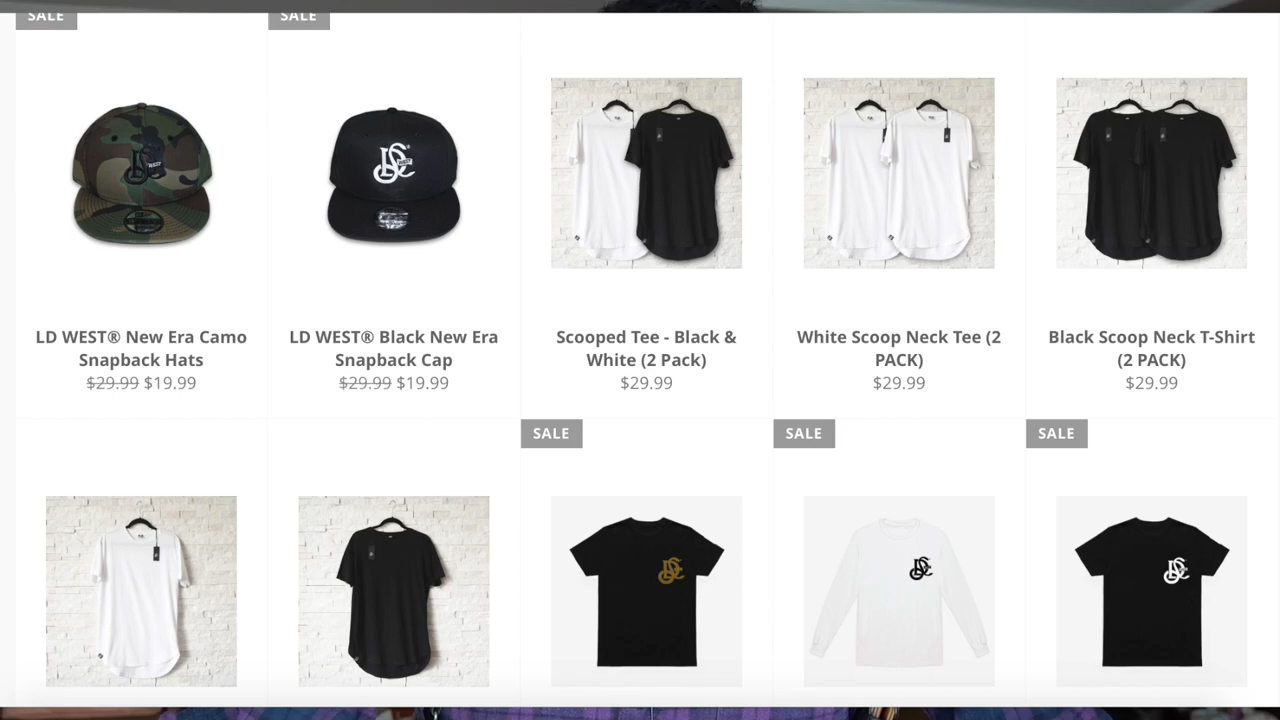 SALE
SALE
LD WEST® New Era Camo
Snapback Hats
$29.99 $19.99
LD WEST® Black New Era
Snapback Cap
$29.99 $19.99
Scooped Tee - Black &
White (2 Pack)
$29.99
White Scoop Neck Tee (2
PACK)
$29.99
Black Scoop Neck T-Shirt
(2 PACK)
$29.99
SALE
SALE
SALE